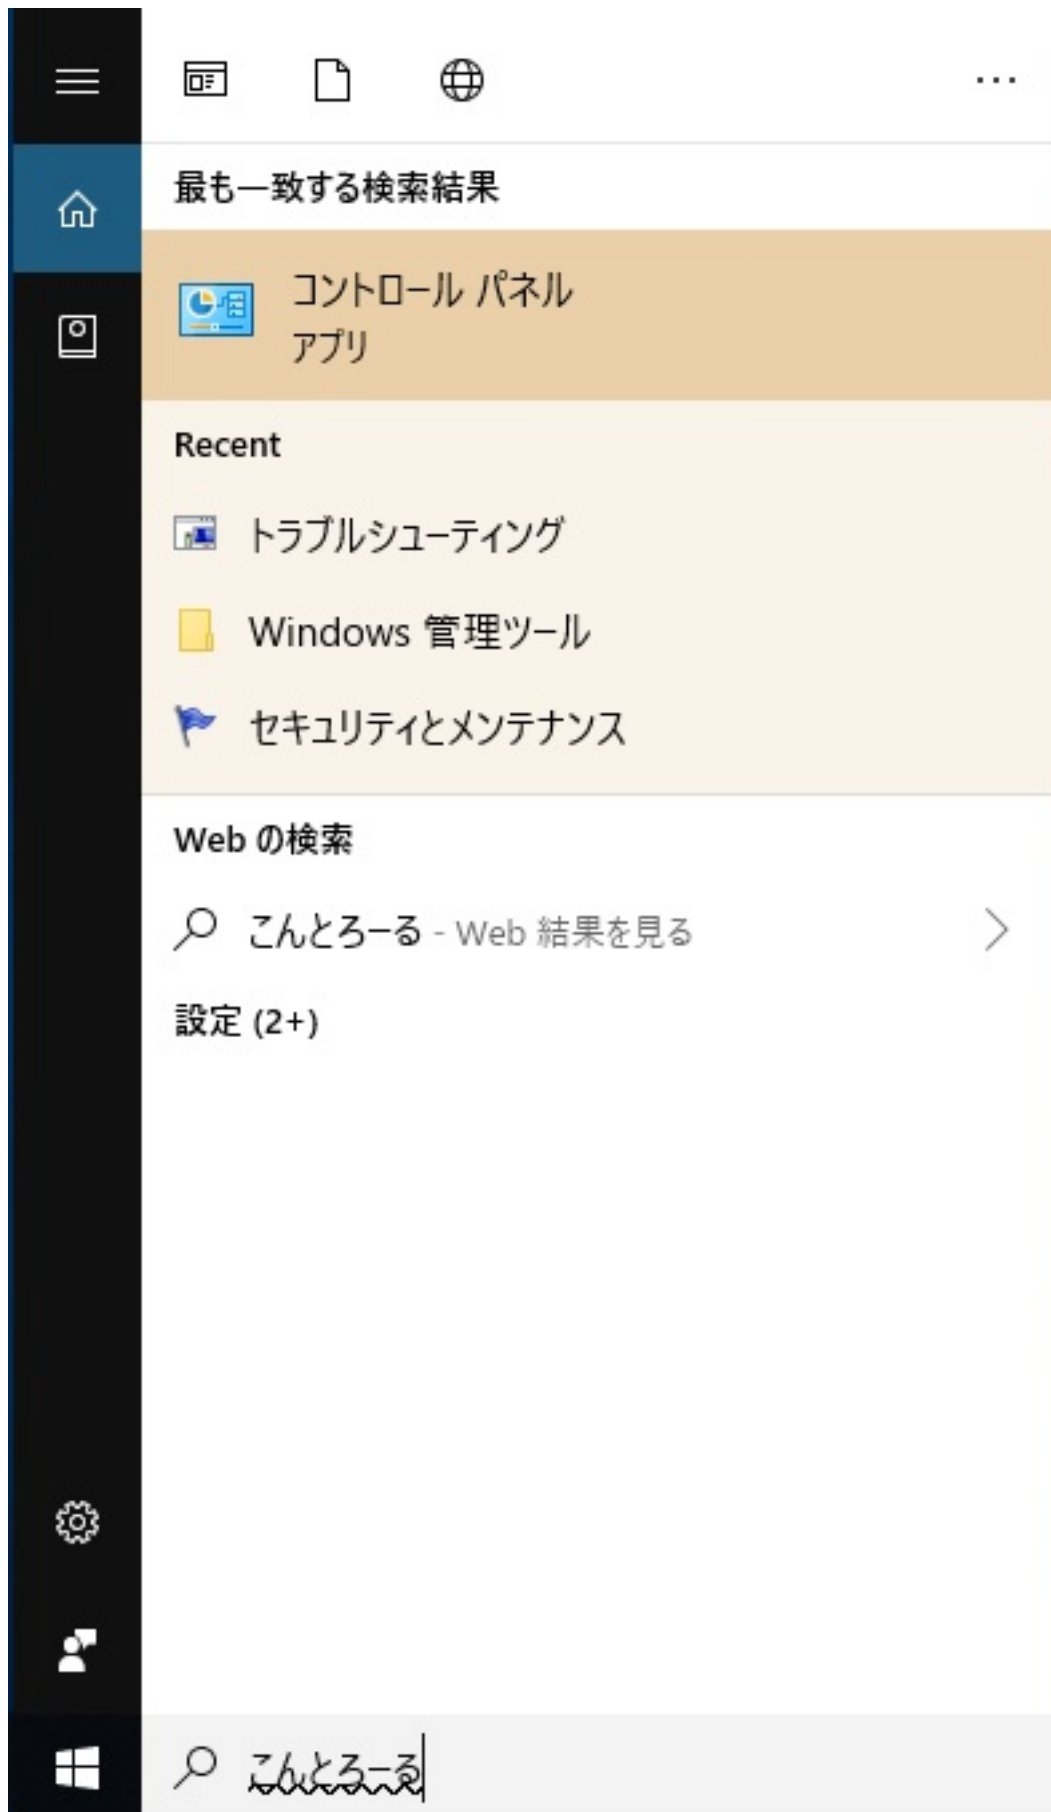 最も一致する検索結果
コントロール パネル
アプリ
Recent
トラブルシューティング
Windows 管理ツール
セキュリティとメンテナンス
Web の検索
こんとろーる - Web 結果を見る
設定 (2+)
こんとろーる